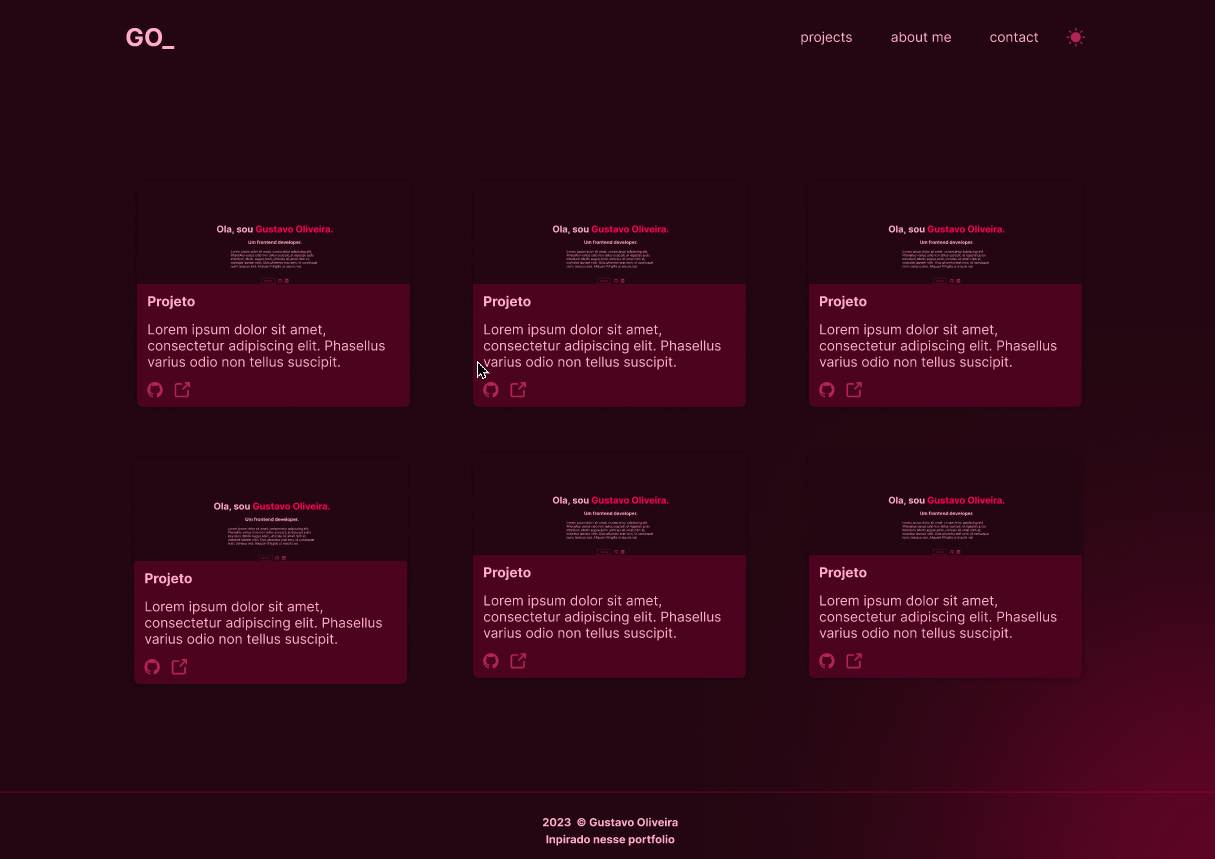 GO_
projects
about me
contact
Ola, sou Gustavo Oliveira.
Um frontend developer.
Projeto
Lorem ipsum dolor sit amet,
consectetur adipiscing elit. Phasellus
varius odio non tellus suscipit.
Ola, sou Gustavo Oliveira.
Um frontend developer.
Projeto
Lorem ipsum dolor sit amet,
consectetur adipiscing elit. Phasellus
varius odio non tellus suscipit.
Ola, sou Gustavo Oliveira.
Um frontend developer.
Projeto
Lorem ipsum dolor sit amet,
consectetur adipiscing elit. Phasellus
varius odio non tellus suscipit.
Ola, sou Gustavo Oliveira.
Um frontend developer.
Projeto
Lorem ipsum dolor sit amet,
consectetur adipiscing elit. Phasellus
varius odio non tellus suscipit.
Ola, sou Gustavo Oliveira.
Um frontend developer.
Projeto
Lorem ipsum dolor sit amet,
consectetur adipiscing elit. Phasellus
varius odio non tellus suscipit.
Ola, sou Gustavo Oliveira.
Um frontend developer.
Projeto
Lorem ipsum dolor sit amet,
consectetur adipiscing elit. Phasellus
varius odio non tellus suscipit.
2023 © Gustavo Oliveira
Inpirado nesse portfolio